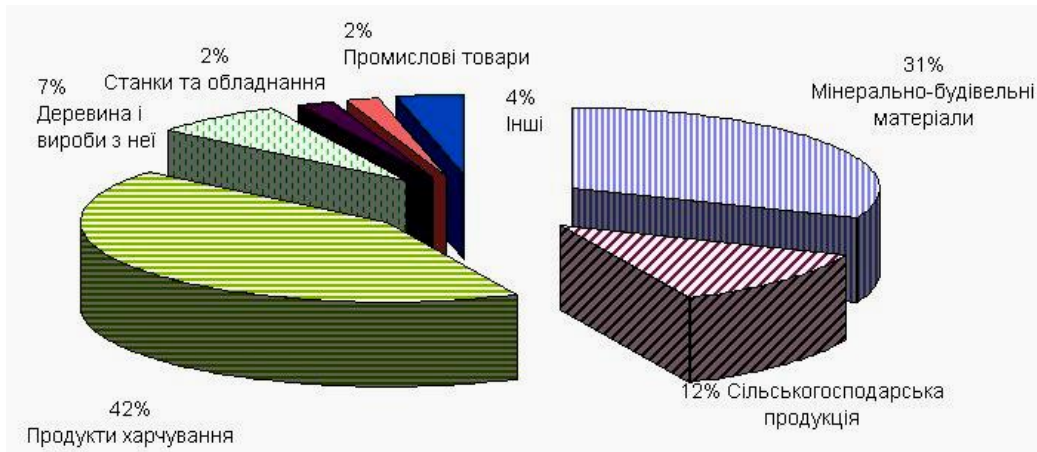 2%
Промислові товари
2%
Станки та обладнання
7%
Деревина і
вироби з неї
4%
Інші
31%
Мінерально-будівельні
матеріали
12% Сільськогосподарська
продукція
42%
Продукти харчування